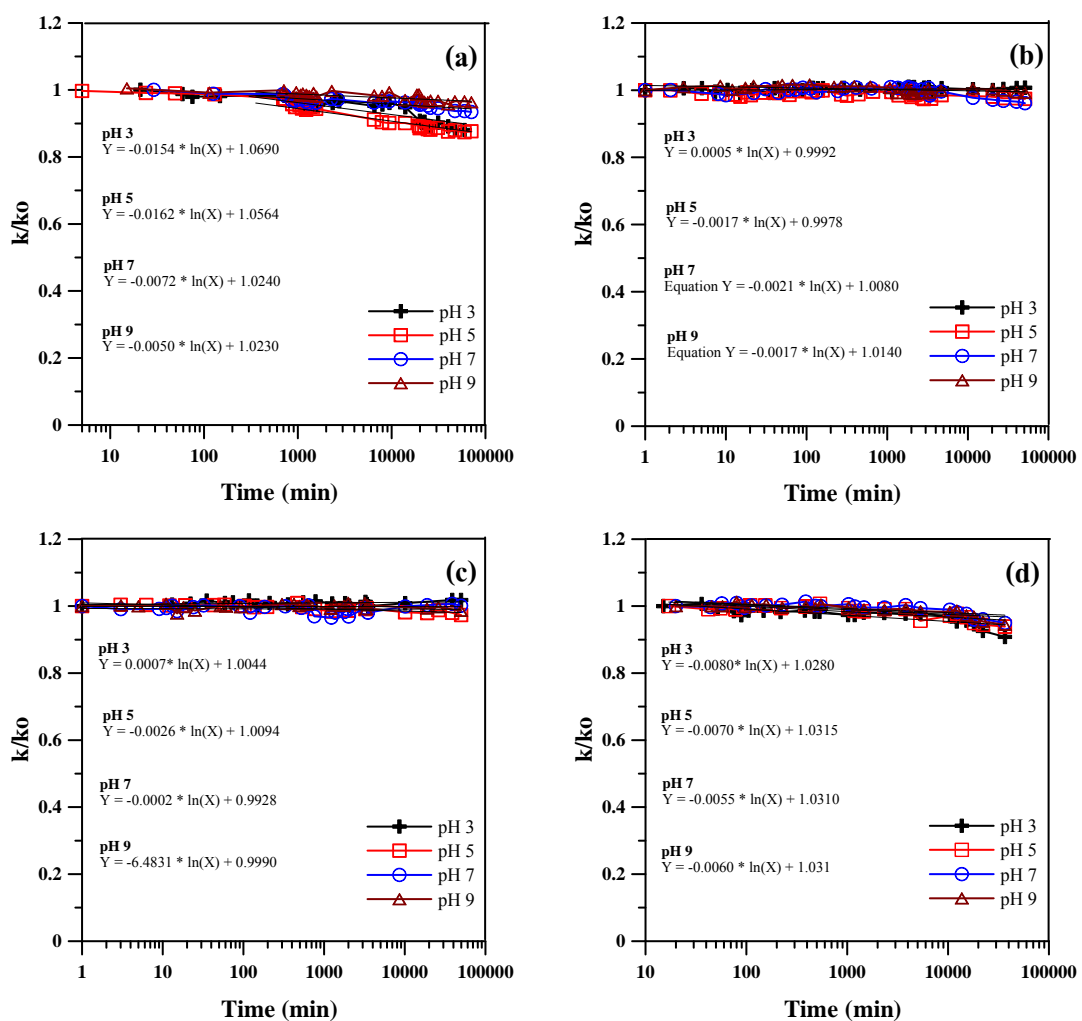 1.2
1
0.8
0.6
0.4
0.2
0
k/ko
(a)
pH 3
Y = -0.0154 * ln(X) + 1.0690
pH 5
Y = -0.0162 * ln(X) + 1.0564
pH 7
Y = -0.0072 * ln(X) + 1.0240
pH 9
Y = -0.0050 * ln(X) + 1.0230
pH 3
pH 5
pH 7
pH 9
10 100 1000 10000 100000
Time (min)
1.2
1
0.8
0.6
0.4
0.2
0
k/ko
(b)
pH 3
Y = 0.0005 * ln(X) + 0.9992
pH 5
Y = -0.0017 * ln(X) + 0.9978
pH 7
Equation Y = -0.0021 * ln(X) + 1.0080
pH 9
Equation Y = -0.0017 * ln(X) + 1.0140
pH 3
pH 5
pH 7
pH 9
1 10 100 1000 10000 100000
Time (min)
1.2
1
0.8
0.6
0.4
0.2
0
k/ko
(c)
pH 3
Y = 0.0007* ln(X) + 1.0044
pH 5
Y = -0.0026 * ln(X) + 1.0094
pH 7
Y = -0.0002 * ln(X) + 0.9928
pH 9
Y = -6.4831 * ln(X) + 0.9990
pH 3
pH 5
pH 7
pH 9
1 10 100 1000 10000 100000
Time (min)
1.2
1
0.8
0.6
0.4
0.2
0
k/ko
(d)
pH 3
Y = -0.0080* ln(X) + 1.0280
pH 5
Y = -0.0070 * ln(X) + 1.0315
pH 7
Y = -0.0055 * ln(X) + 1.0310
pH 9
Y = -0.0060 * ln(X) + 1.031
pH 3
pH 5
pH 7
pH 9
10 100 1000 10000 100000
Time (min)